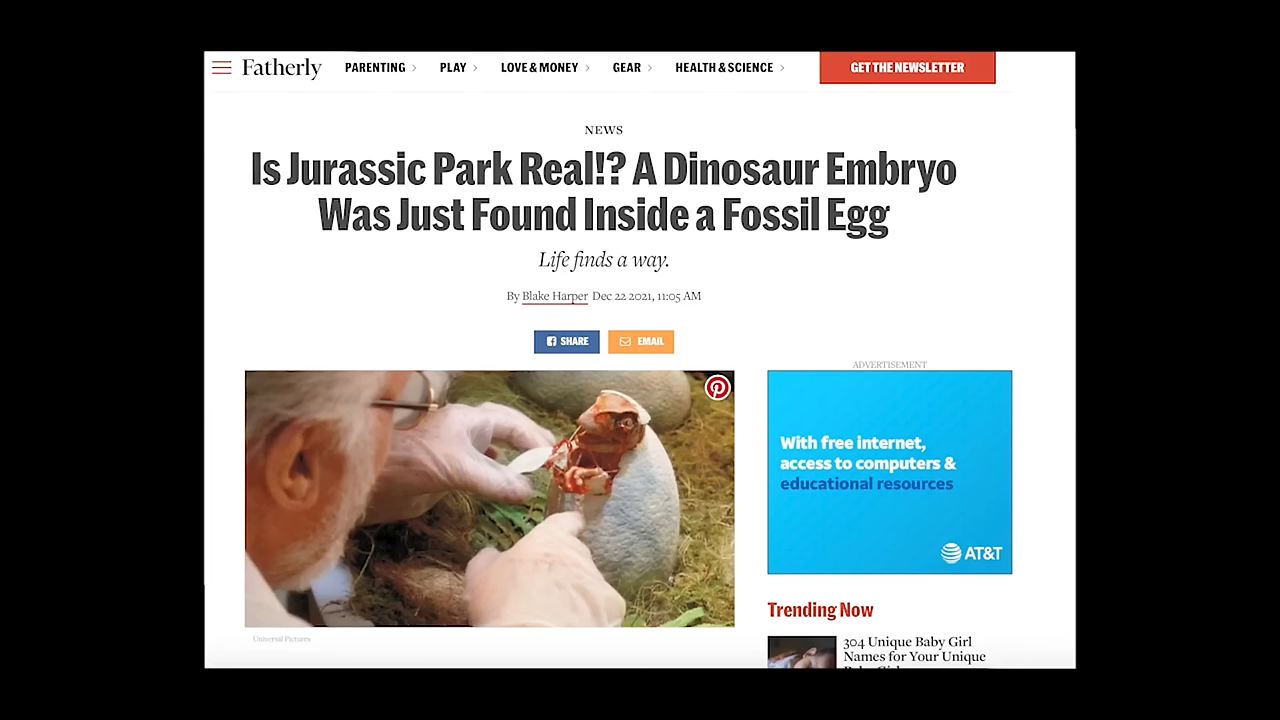 Fatherly
PARENTING
PLAY
LOVE & MONEY
GEAR
HEALTH & SCIENCE
GET THE NEWSLETTER
NEWS
Is Jurassic Park Real!? A Dinosaur Embryo
Was Just Found Inside a Fossil Egg
Life finds a way.
By Blake Harper Dec 22 2021, 11:05 AM
SHARE
EMAIL
ADVERTISEMENT
With free internet,
access to computers &
educational resources
AT&T
Universal Pictures
Trending Now
304 Unique Baby Girl
Names for Your Unique